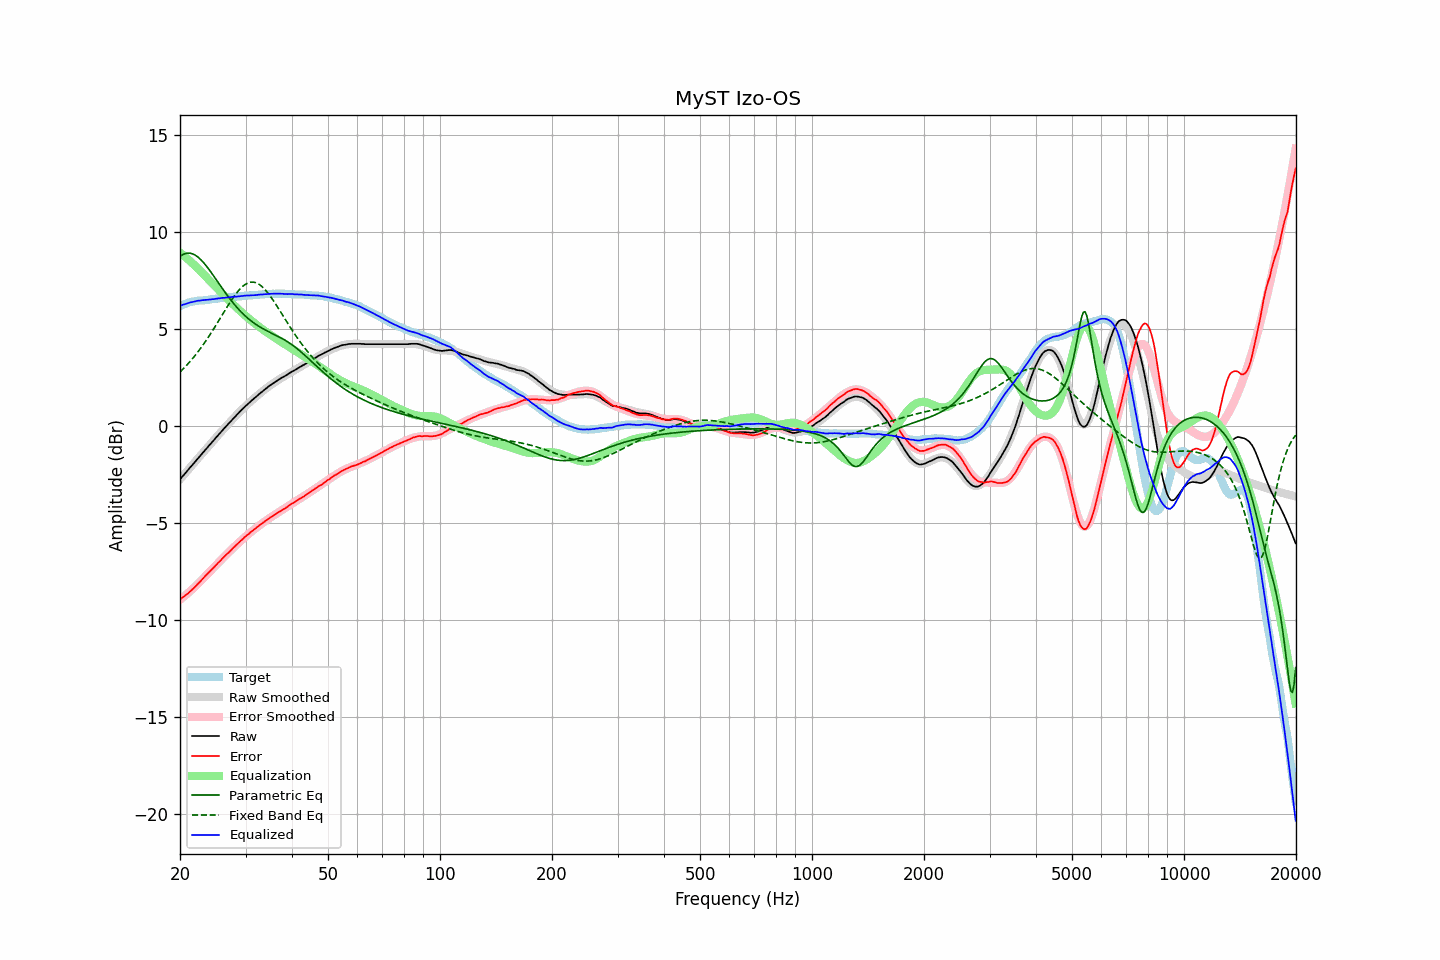 MyST Izo-OS
15
10
5
0
−5
−10
−15
−20
Amplitude (dBr)
Target
Raw Smoothed
Error Smoothed
Raw
Error
Equalization
Parametric Eq
Fixed Band Eq
Equalized
20 50 100 200 500 1000 2000 5000 10000 20000
Frequency (Hz)